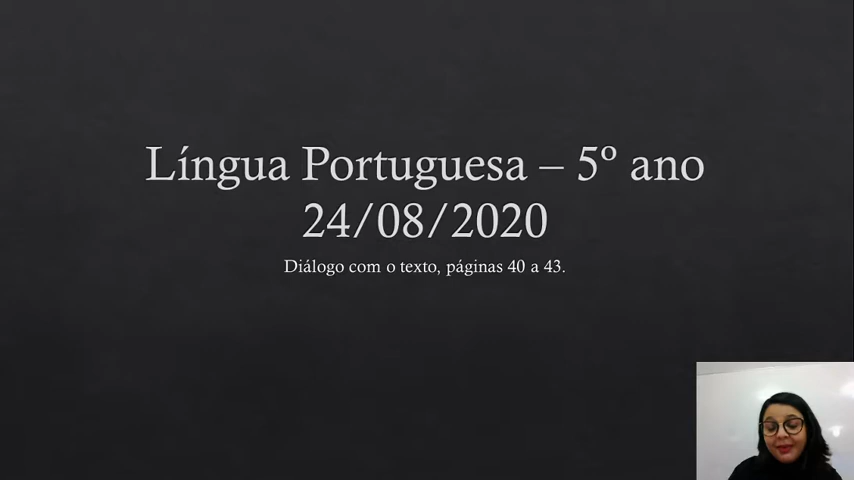 Língua Portuguesa – 5º ano
24/08/2020
Diálogo com o texto, páginas 40 a 43.